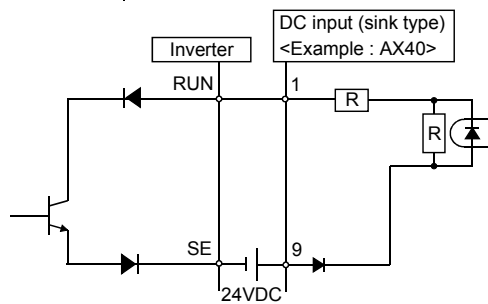 DC input (sink type)
<Example : AX40>
Inverter
RUN
1
R
R
SE
9
24VDC